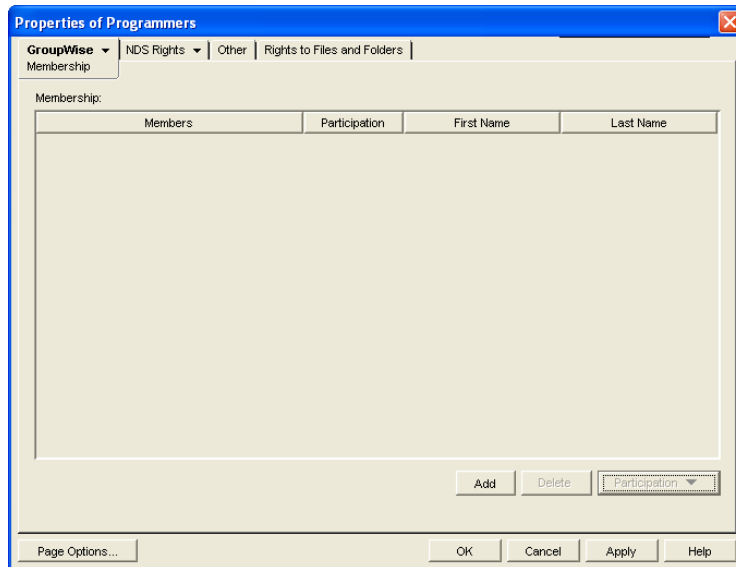 Properties of Programmers
GroupWise NDS Rights Other Rights to Files and Folders
Membership
Membership:
Members Participation First Name Last Name
Add Delete Participation
Page Options... OK Cancel Apply Help